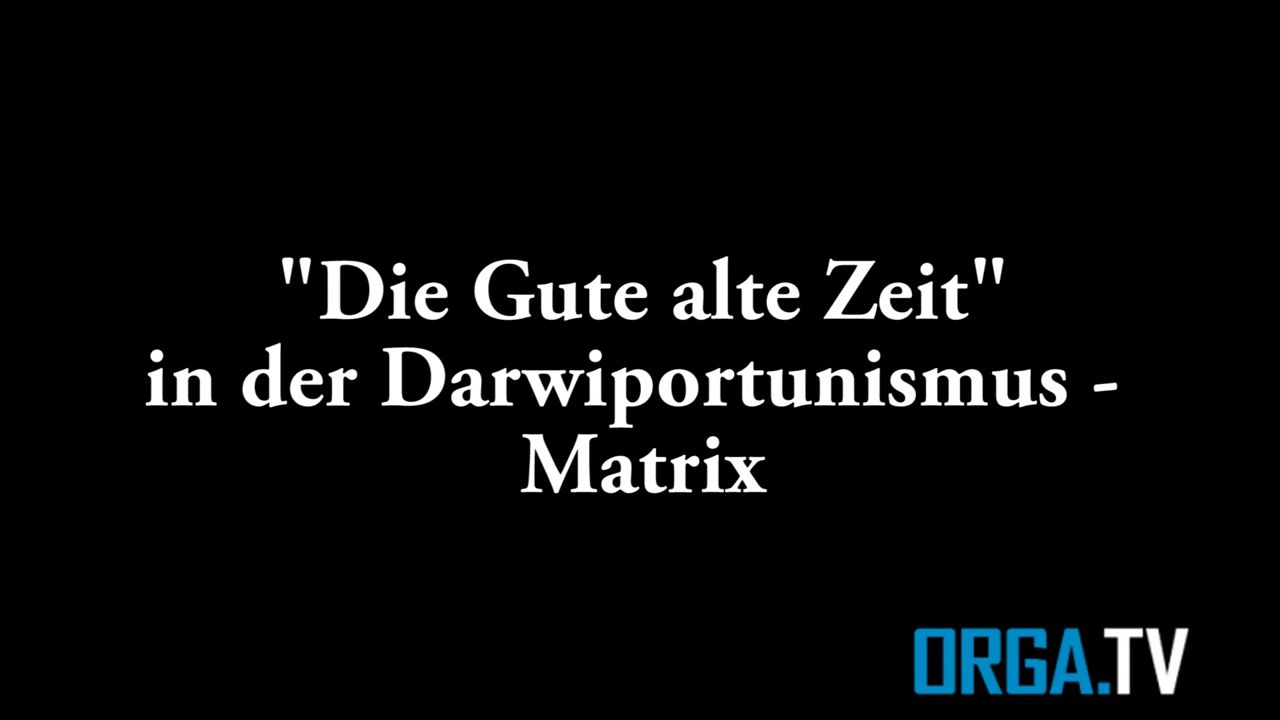 "Die Gute alte Zeit"
in der Darwiportunismus -
Matrix
ORGA.TV